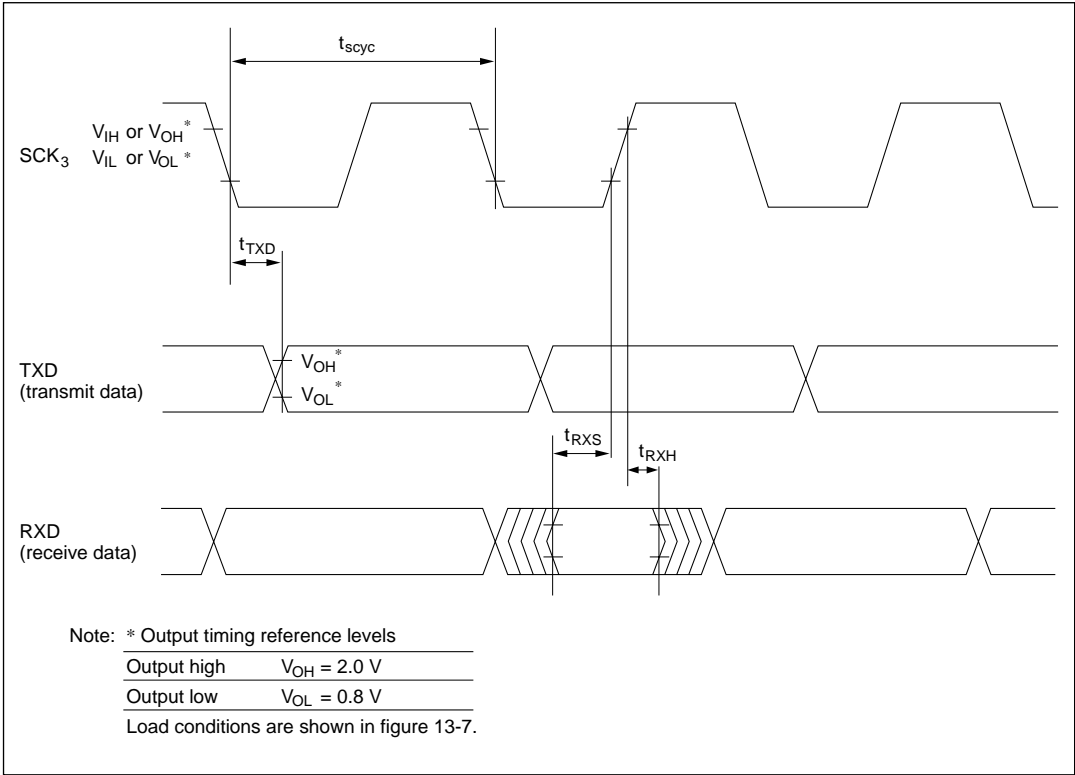 tscyc
VIH or VOH*
SCK3
VIL or VOL*
tTXD
TXD
(transmit data)
VOH*
VOL*
tRXS
tRXH
RXD
(receive data)
Note: * Output timing reference levels
Output high VOH = 2.0 V
Output low VOL = 0.8 V
Load conditions are shown in figure 13-7.